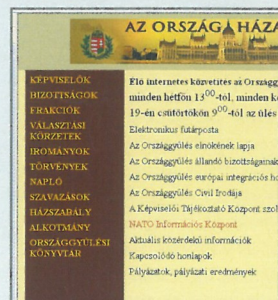 AZ ORSZÁG HÁZA
KÉPVISELŐK
BIZOTTSÁGOK
FRAKCIÓK
VÁLASZTÁSI
KÖRZETEK
IROMÁNYOK
TÖRVÉNYEK
NAPLÓ
SZAVAZÁSOK
HÁZSZABÁLY
ALKOTMÁNY
ORSZÁGGYŰLÉSI
KÖNYVTÁR
Élő internetes közvetítés az Országg
minden hétfőn 13⁰⁰-tól, minden ke
19-én csütörtökön 9⁰⁰-tól az ülés
Elektronikus futárposta
Az Országgyűlés elnökének lapja
Az Országgyűlés állandó bizottságainak
Az Országgyűlés európai integrációs ho
Az Országgyűlés Civil Irodája
A Képviselői Tájékoztató Központ szol
NATO Információs Központ
Aktuális közérdekű információk
Kapcsolódó honlapok
Pályázatok, pályázati eredmények